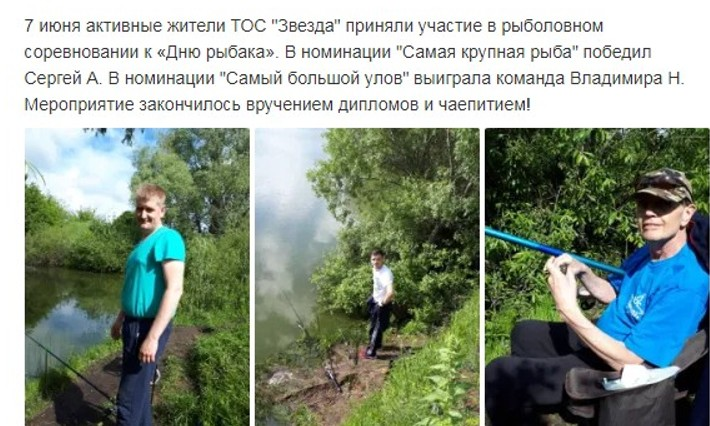 7 июня активные жители ТОС "Звезда" приняли участие в рыболовном
соревновании к «Дню рыбака». В номинации "Самая крупная рыба" победил
Сергей А. В номинации "Самый большой улов" выиграла команда Владимира Н.
Мероприятие закончилось вручением дипломов и чаепитием!